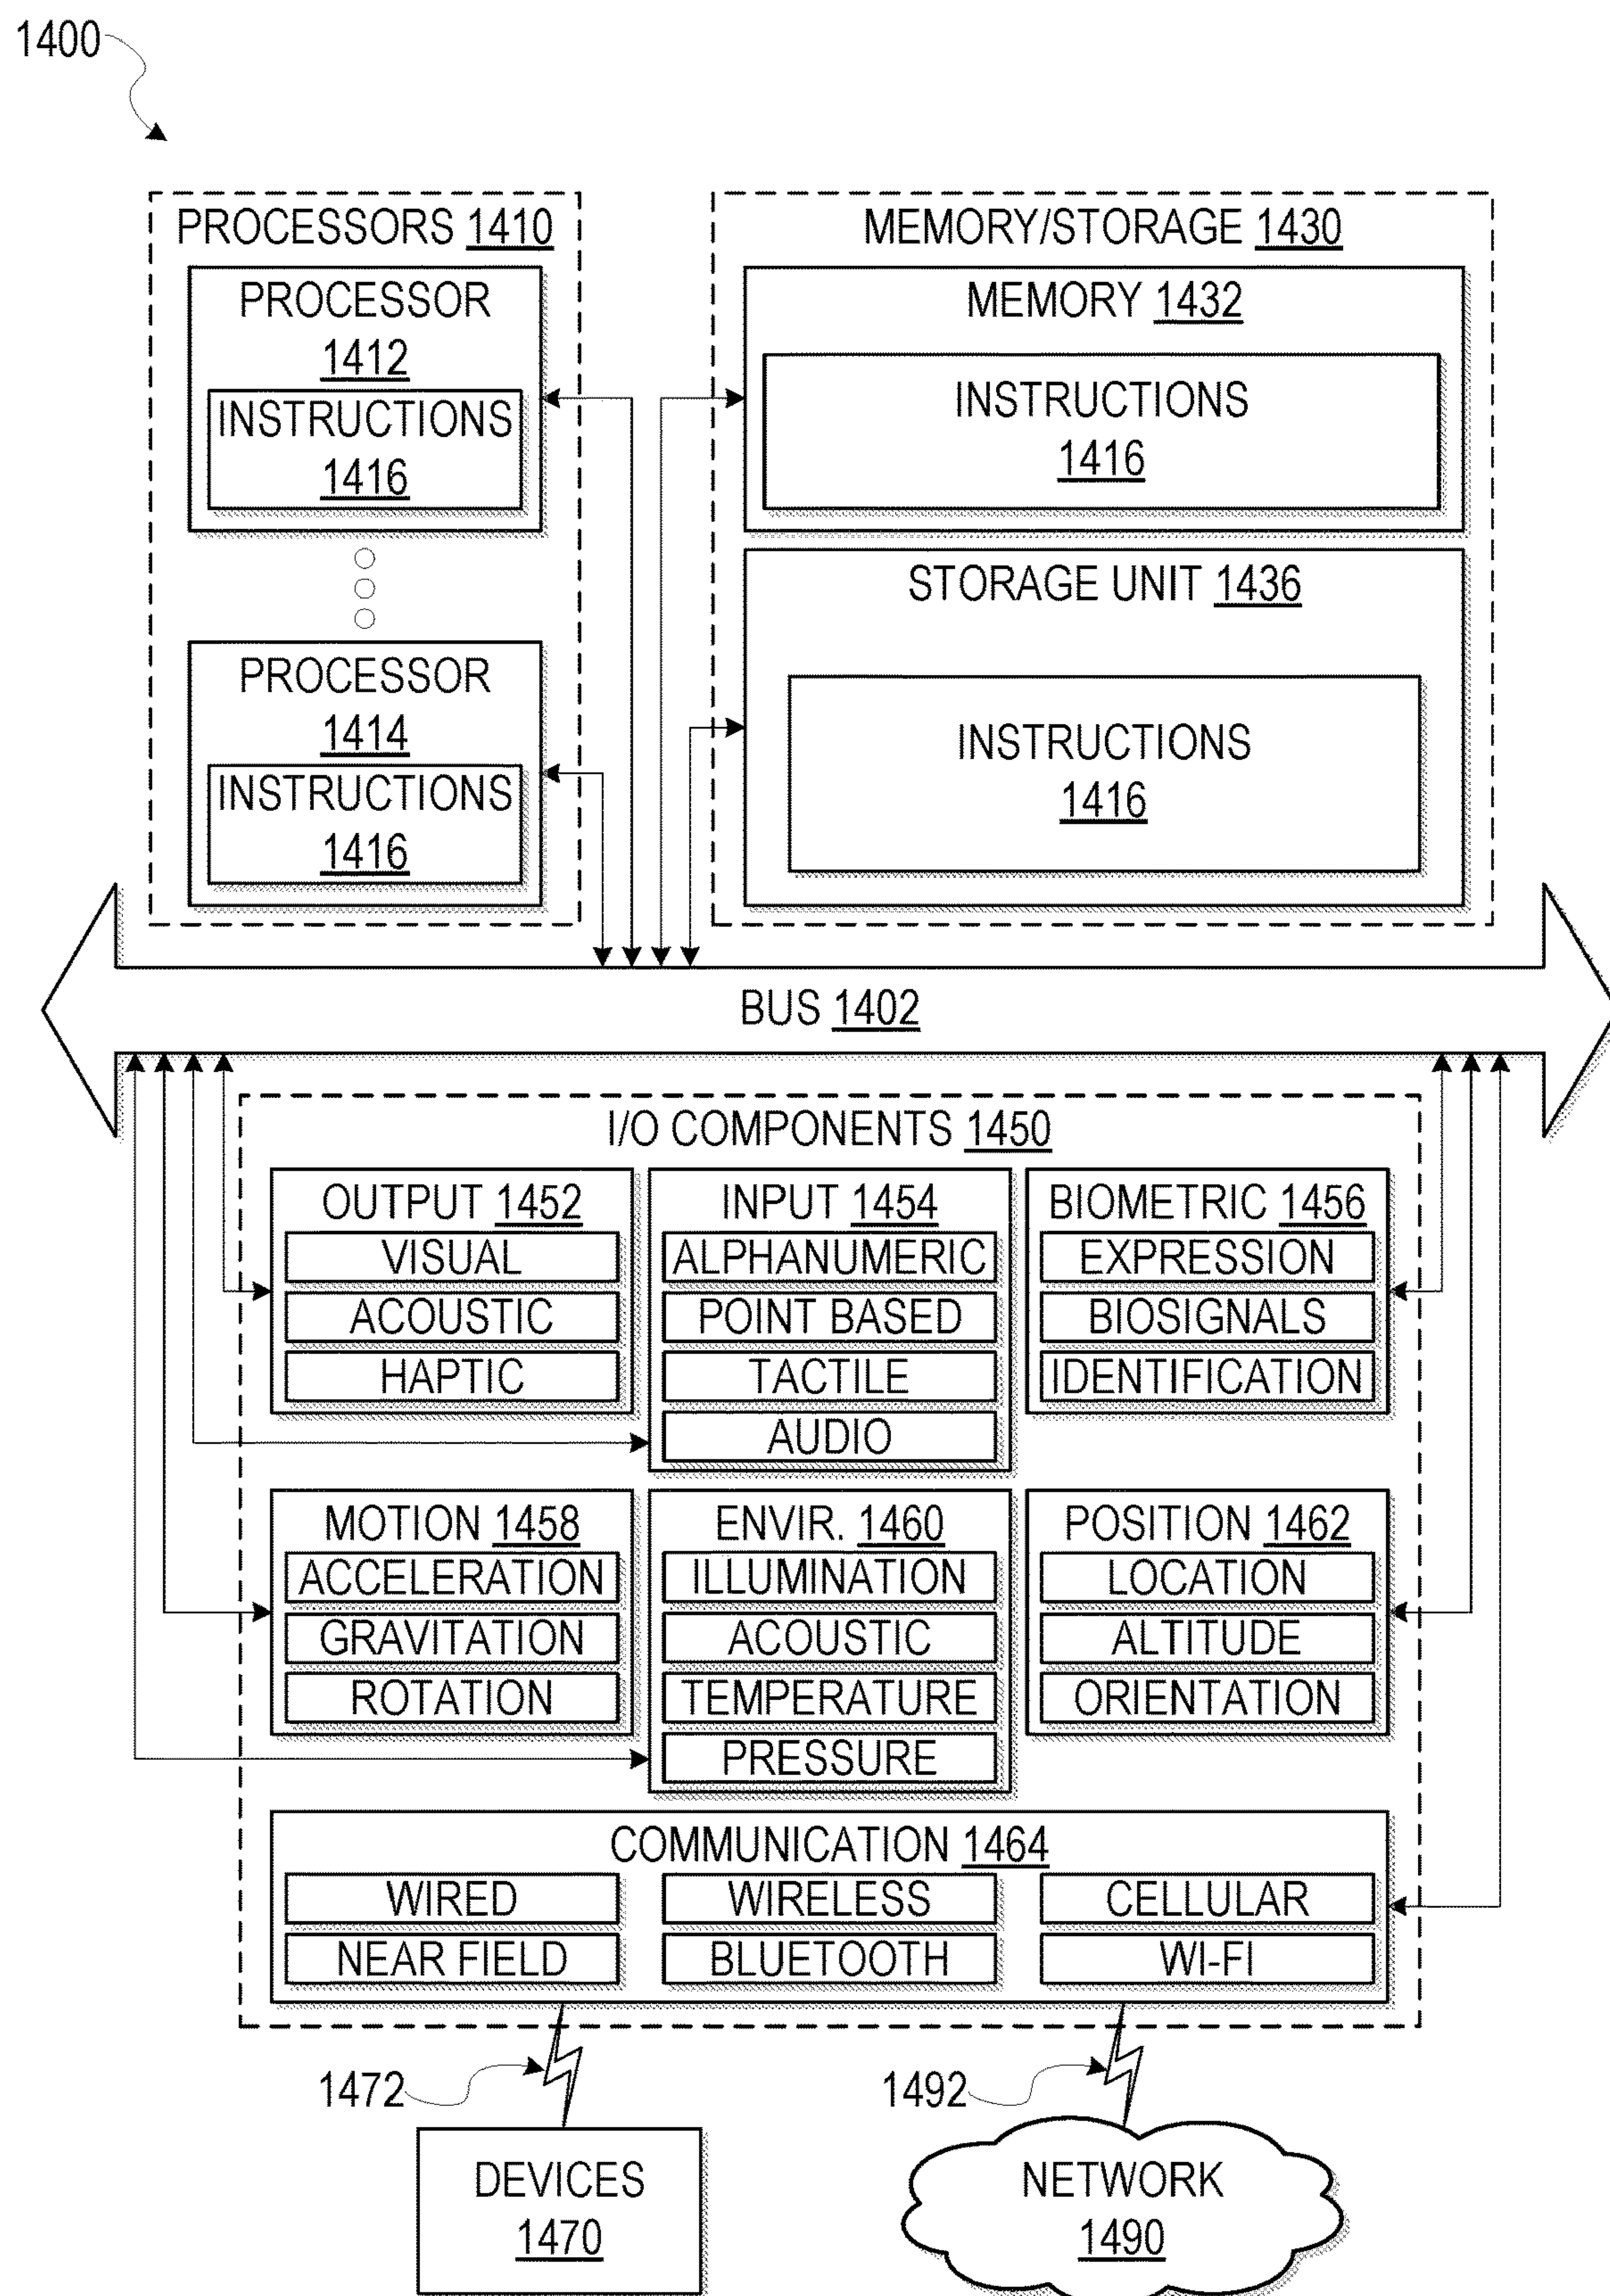 1400
PROCESSORS 1410
PROCESSOR
1412
INSTRUCTIONS
1416
PROCESSOR
1414
INSTRUCTIONS
1416
MEMORY/STORAGE 1430
MEMORY 1432
INSTRUCTIONS
1416
STORAGE UNIT 1436
INSTRUCTIONS
1416
BUS 1402
I/O COMPONENTS 1450
OUTPUT 1452
VISUAL
ACOUSTIC
HAPTIC
INPUT 1454
ALPHANUMERIC
POINT BASED
TACTILE
AUDIO
BIOMETRIC 1456
EXPRESSION
BIOSIGNALS
IDENTIFICATION
MOTION 1458
ACCELERATION
GRAVITATION
ROTATION
ENVIR. 1460
ILLUMINATION
ACOUSTIC
TEMPERATURE
PRESSURE
POSITION 1462
LOCATION
ALTITUDE
ORIENTATION
COMMUNICATION 1464
WIRED
WIRELESS
CELLULAR
NEAR FIELD
BLUETOOTH
WI-FI
1472
1492
DEVICES
1470
NETWORK
1490